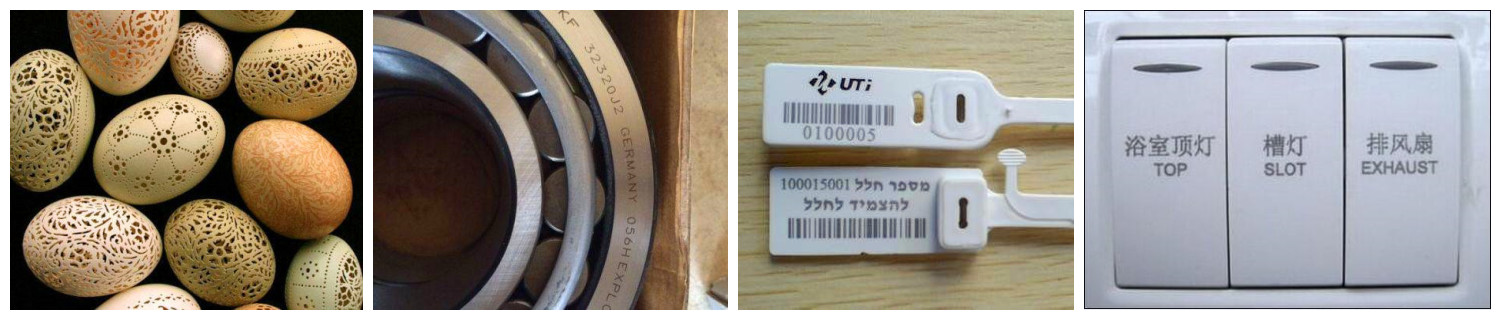 32320J2 GERMANY 056H EXPLO
UTi
0100005
מספר חלל 100015001
להצמיד לחלל
浴室顶灯
TOP
槽灯
SLOT
排风扇
EXHAUST